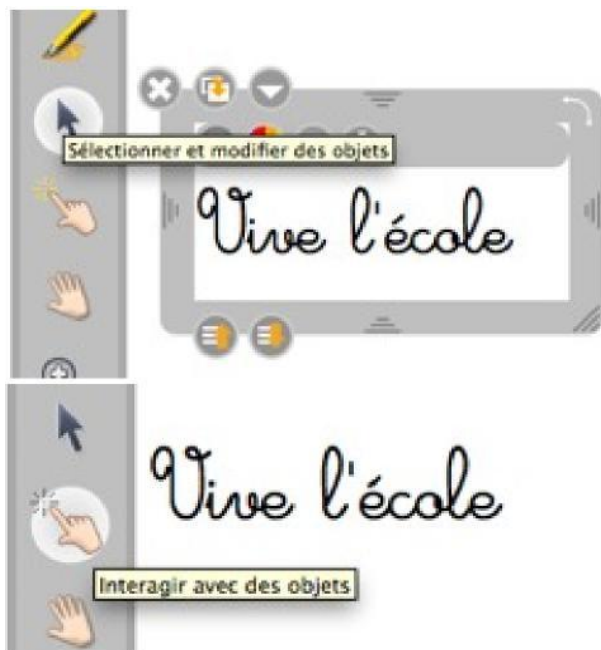 Sélectionner et modifier des objets
Vive l'école
Vive l'école
Interagir avec des objets